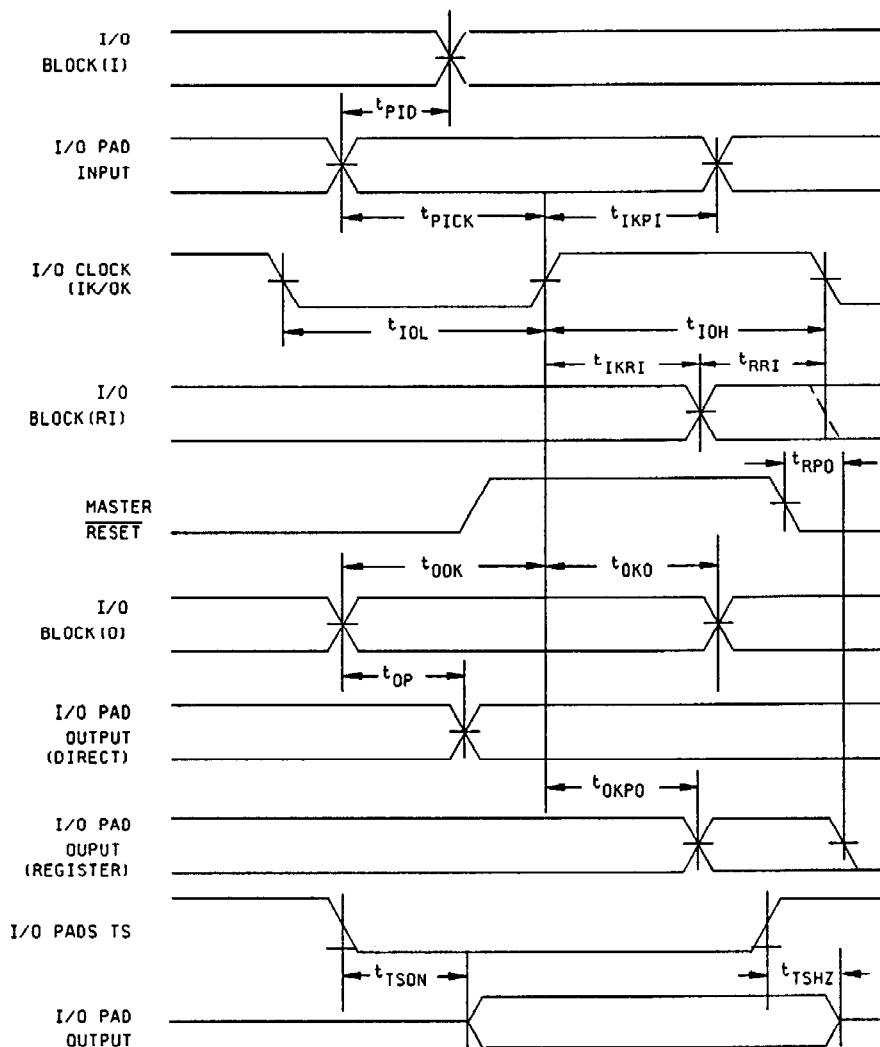 I/O
BLOCK(I)
tPID
I/O PAD
INPUT
tPICK
tIKPI
I/O CLOCK
(IK/OK
tIOL
tIOH
tIKRI
tRRI
I/O
BLOCK(RI)
tRPO
MASTER
RESET
tOOK
tOKO
I/O
BLOCK(O)
tOP
I/O PAD
OUTPUT
(DIRECT)
tOKPO
I/O PAD
OUPUT
(REGISTER)
I/O PADS TS
tTSON
tTSHZ
I/O PAD
OUTPUT